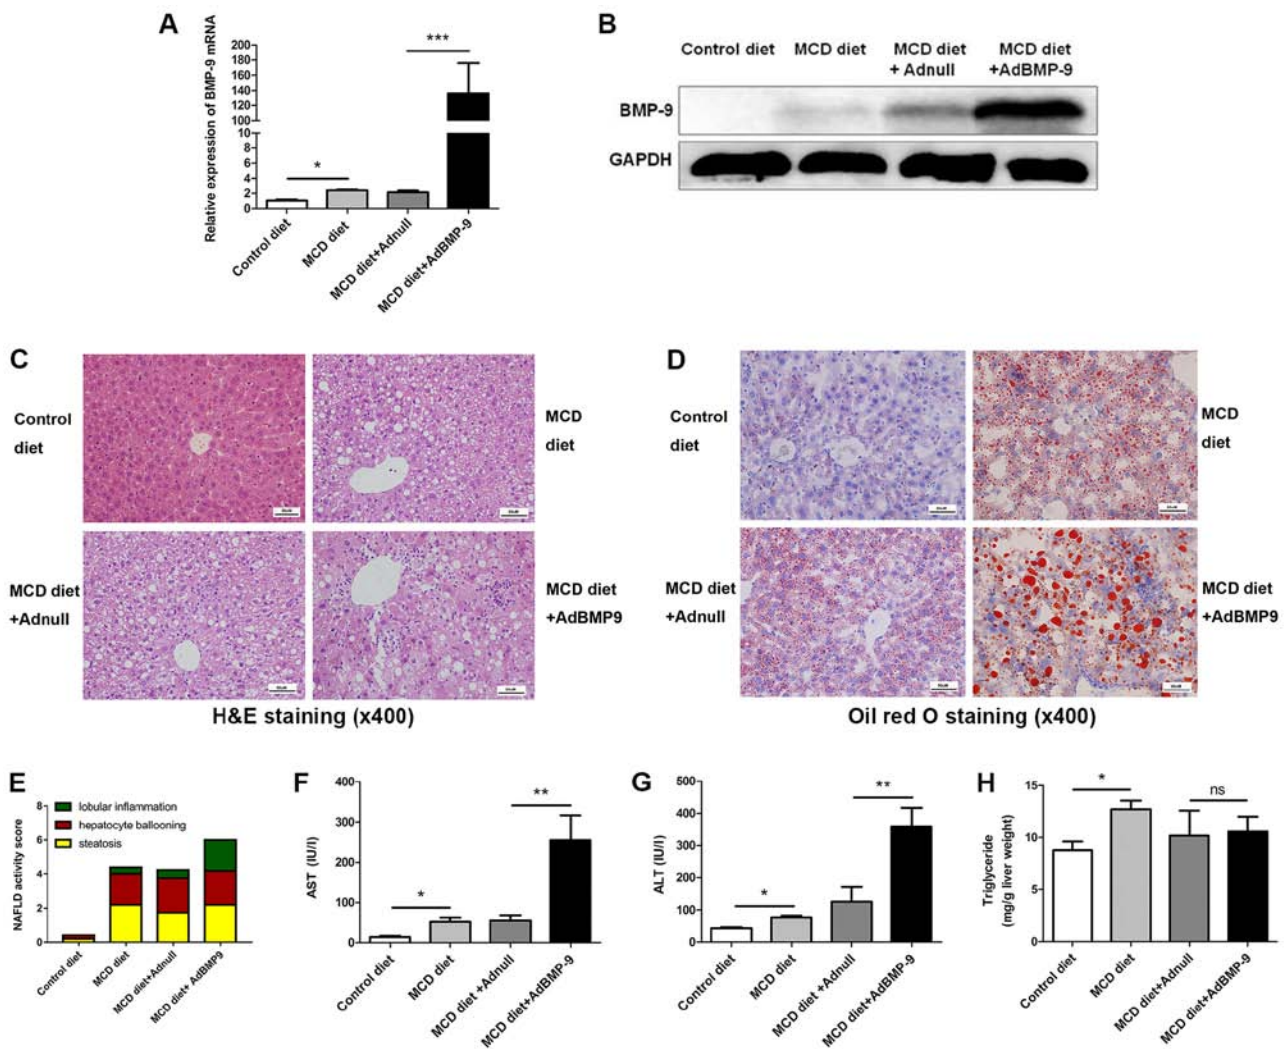 A
Relative expression of BMP-9 mRNA
200
180
160
140
120
100
10
8
6
4
2
0
*
***
Control diet
MCD diet
MCD diet+Adnull
MCD diet+AdBMP-9
B
Control diet
MCD diet
MCD diet
+ Adnull
MCD diet
+AdBMP-9
BMP-9
GAPDH
C
Control
diet
MCD
diet
MCD diet
+Adnull
MCD diet
+AdBMP9
H&E staining (x400)
D
Control
diet
MCD
diet
MCD diet
+Adnull
MCD diet
+AdBMP9
Oil red O staining (x400)
E
NAFLD activity score
8
6
4
2
0
lobular inflammation
hepatocyte ballooning
steatosis
Control diet
MCD diet
MCD diet+Adnull
MCD diet+ AdBMP9
F
AST (IU/l)
400
300
200
100
0
*
**
Control diet
MCD diet
MCD diet +Adnull
MCD diet+AdBMP-9
G
ALT (IU/l)
500
400
300
200
100
0
*
**
Control diet
MCD diet
MCD diet +Adnull
MCD diet+AdBMP-9
H
Triglyceride
(mg/g liver weight)
15
10
5
0
*
ns
Control diet
MCD diet
MCD diet+Adnull
MCD diet+AdBMP-9